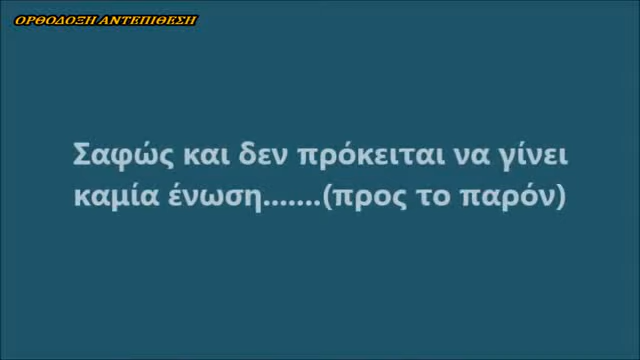 ΟΡΘΟΔΟΞΗ ΑΝΤΕΠΙΘΕΣΗ
Σαφώς και δεν πρόκειται να γίνει
καμία ένωση.......(προς το παρόν)